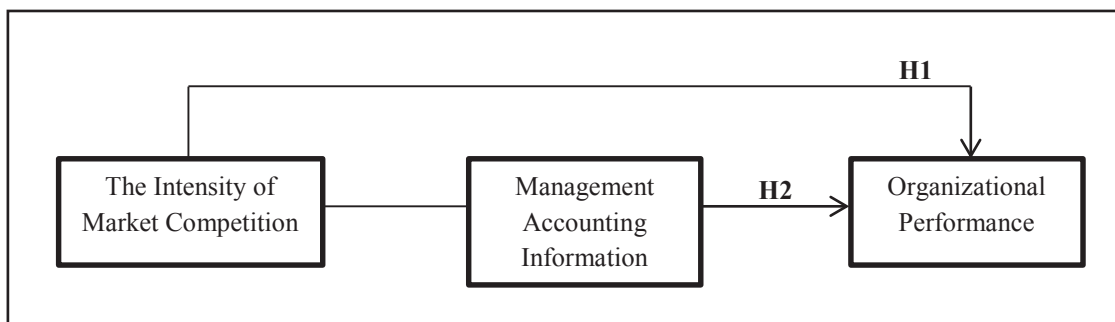 H1
The Intensity of
Market Competition
Management
Accounting
Information
H2
Organizational
Performance